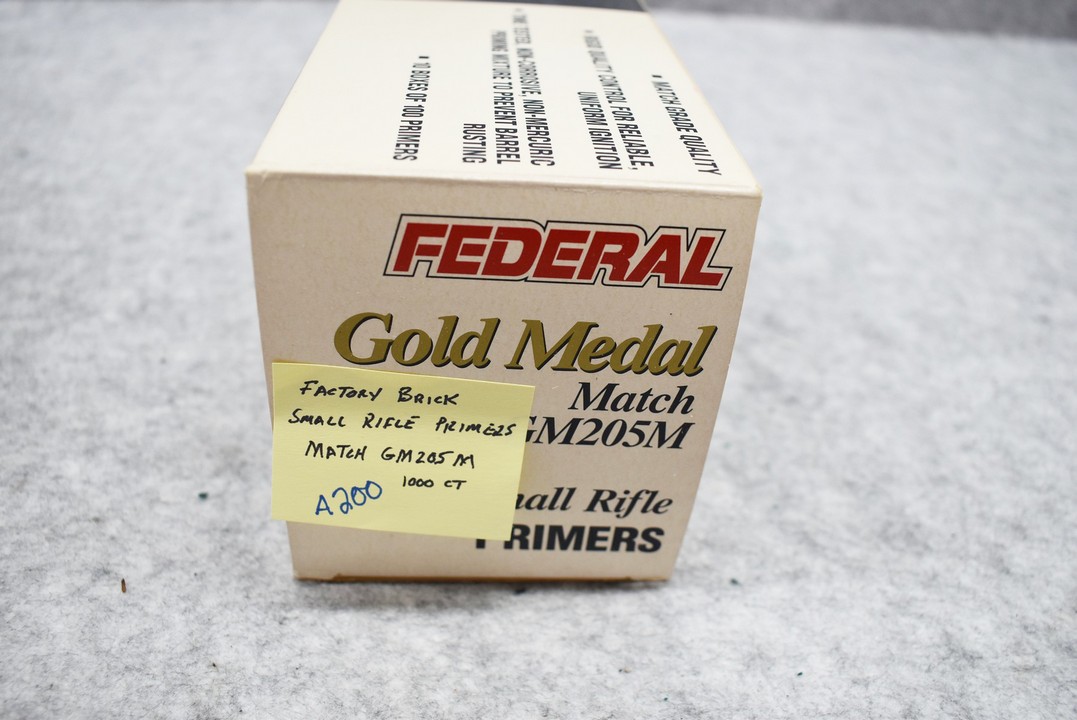 • MATCH GRADE QUALITY
• RIGID QUALITY CONTROL FOR RELIABLE,
UNIFORM IGNITION
• TIME TESTED, NON-CORROSIVE, NON-MERCURIC
PRIMING MIXTURE TO PREVENT BARREL
RUSTING
• 10 BOXES OF 100 PRIMERS
FEDERAL
Gold Medal
Match
GM205M
Small Rifle
PRIMERS
FACTORY BRICK
SMALL RIFLE PRIMERS
MATCH GM205M
1000 CT
A200